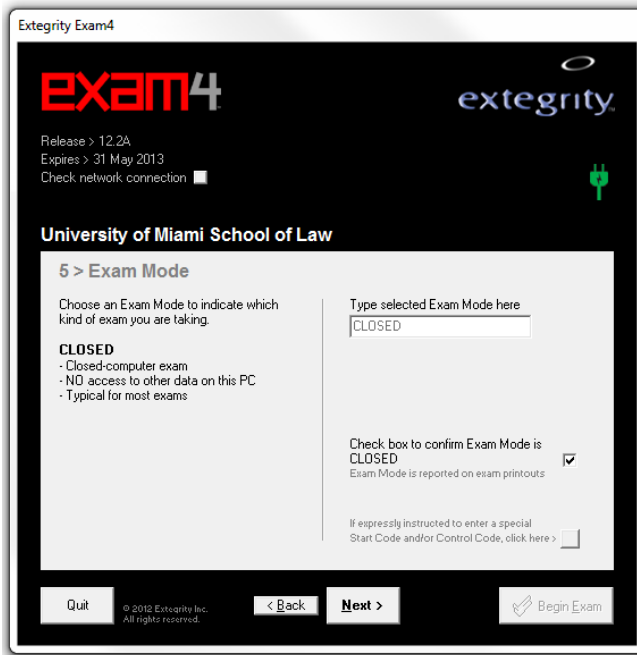 Extegrity Exam4
exam4
extegrity
Release > 12.2A
Expires > 31 May 2013
Check network connection
University of Miami School of Law
5 > Exam Mode
Choose an Exam Mode to indicate which
kind of exam you are taking.
CLOSED
- Closed-computer exam
- NO access to other data on this PC
- Typical for most exams
Type selected Exam Mode here
CLOSED
Check box to confirm Exam Mode is
CLOSED
Exam Mode is reported on exam printouts
If expressly instructed to enter a special
Start Code and/or Control Code, click here >
Quit
© 2012 Extegrity Inc.
All rights reserved.
< Back
Next >
Begin Exam